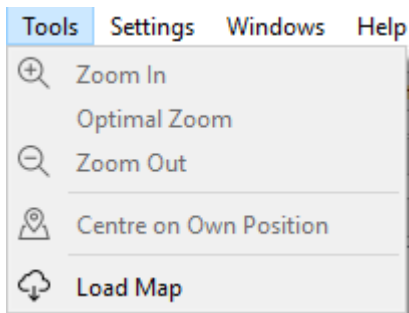 Tools Settings Windows Help
Zoom In
Optimal Zoom
Zoom Out
Centre on Own Position
Load Map